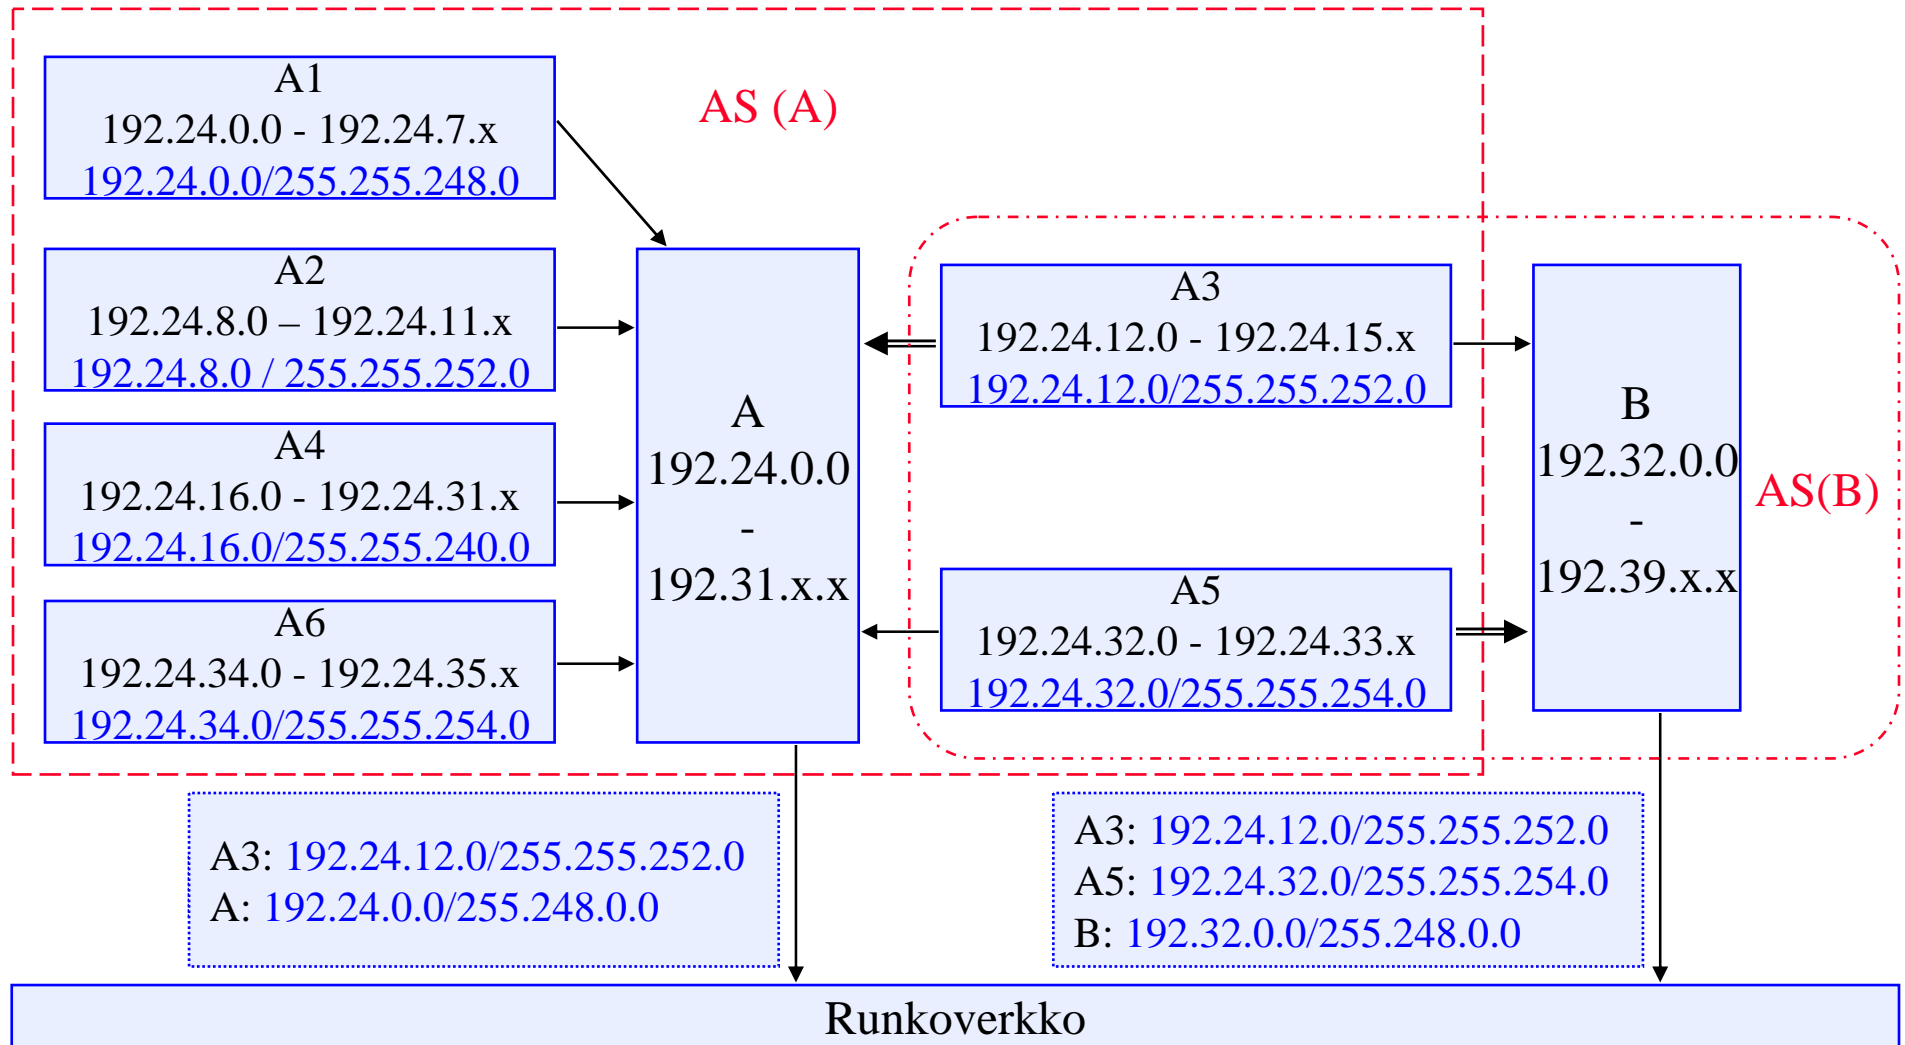 A1
192.24.0.0 - 192.24.7.x
192.24.0.0/255.255.248.0
AS (A)
A2
192.24.8.0 – 192.24.11.x
192.24.8.0 / 255.255.252.0
A4
192.24.16.0 - 192.24.31.x
192.24.16.0/255.255.240.0
A6
192.24.34.0 - 192.24.35.x
192.24.34.0/255.255.254.0
A
192.24.0.0
-
192.31.x.x
A3
192.24.12.0 - 192.24.15.x
192.24.12.0/255.255.252.0
A5
192.24.32.0 - 192.24.33.x
192.24.32.0/255.255.254.0
B
192.32.0.0
-
192.39.x.x
AS(B)
A3: 192.24.12.0/255.255.252.0
A: 192.24.0.0/255.248.0.0
A3: 192.24.12.0/255.255.252.0
A5: 192.24.32.0/255.255.254.0
B: 192.32.0.0/255.248.0.0
Runkoverkko